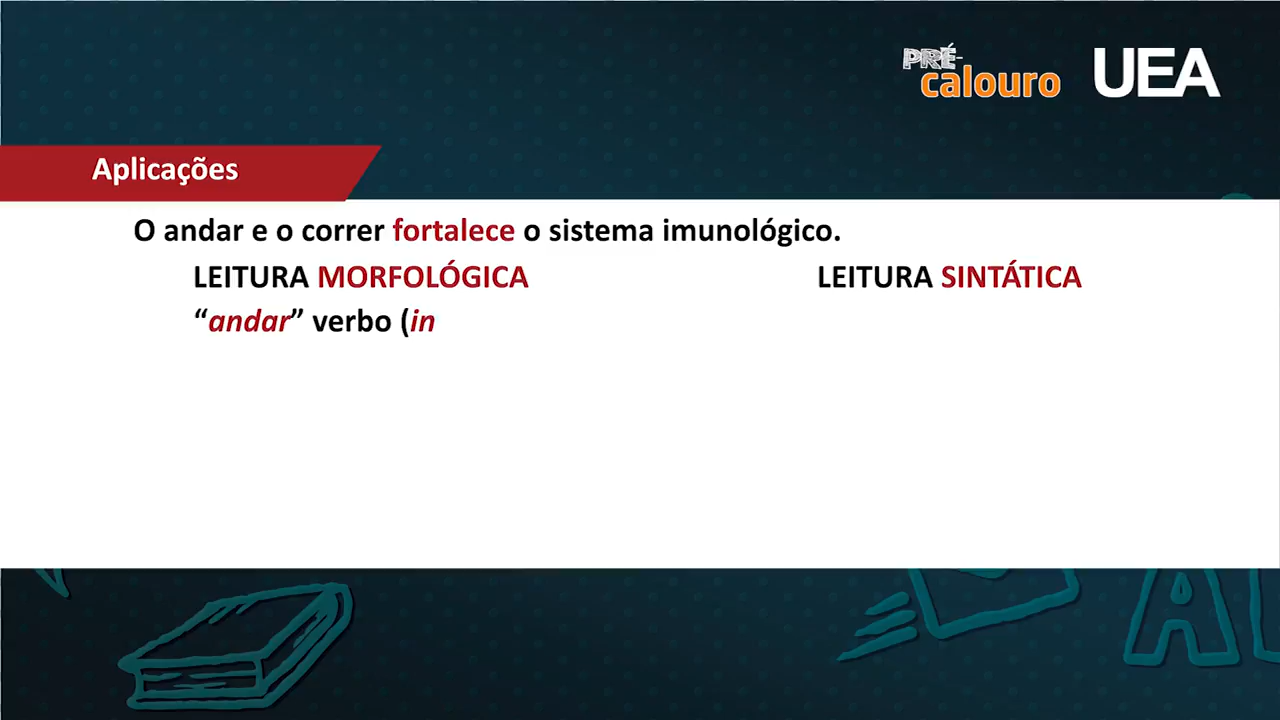 PRÉ-
calouro
UEA
Aplicações
O andar e o correr fortalece o sistema imunológico.
LEITURA MORFOLÓGICA
LEITURA SINTÁTICA
“andar” verbo (in